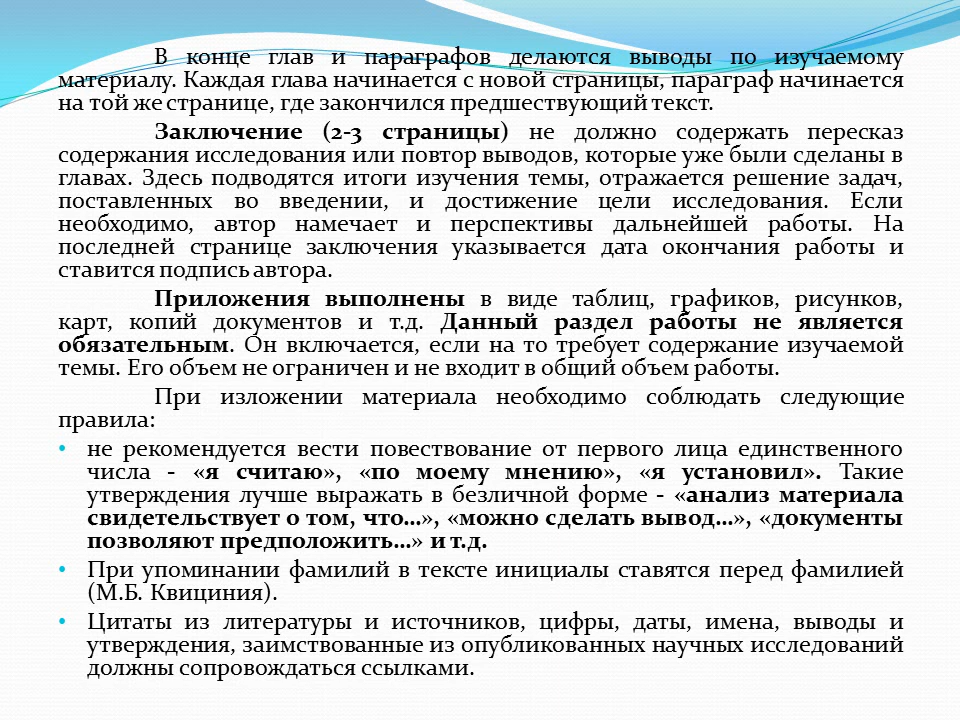 В конце глав и параграфов делаются выводы по изучаемому
материалу. Каждая глава начинается с новой страницы, параграф начинается
на той же странице, где закончился предшествующий текст.
Заключение (2-3 страницы) не должно содержать пересказ
содержания исследования или повтор выводов, которые уже были сделаны в
главах. Здесь подводятся итоги изучения темы, отражается решение задач,
поставленных во введении, и достижение цели исследования. Если
необходимо, автор намечает и перспективы дальнейшей работы. На
последней странице заключения указывается дата окончания работы и
ставится подпись автора.
Приложения выполнены в виде таблиц, графиков, рисунков,
карт, копий документов и т.д. Данный раздел работы не является
обязательным. Он включается, если на то требует содержание изучаемой
темы. Его объем не ограничен и не входит в общий объем работы.
При изложении материала необходимо соблюдать следующие
правила:
• не рекомендуется вести повествование от первого лица единственного
числа - «я считаю», «по моему мнению», «я установил». Такие
утверждения лучше выражать в безличной форме - «анализ материала
свидетельствует о том, что…», «можно сделать вывод…», «документы
позволяют предположить…» и т.д.
• При упоминании фамилий в тексте инициалы ставятся перед фамилией
(М.Б. Квициния).
• Цитаты из литературы и источников, цифры, даты, имена, выводы и
утверждения, заимствованные из опубликованных научных исследований
должны сопровождаться ссылками.